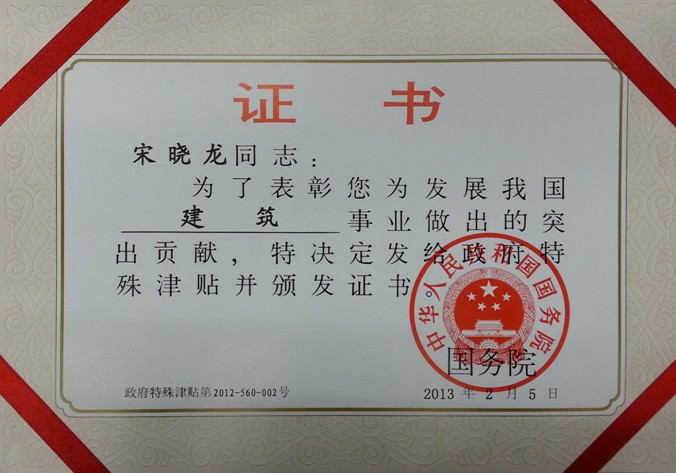 证书
宋晓龙同志：
为了表彰您为发展我国
建筑事业做出的突
出贡献，特决定发给政府特
殊津贴并颁发证书。
中华人民共和国国务院
国务院
政府特殊津贴第2012-560-002号
2013年2月5日